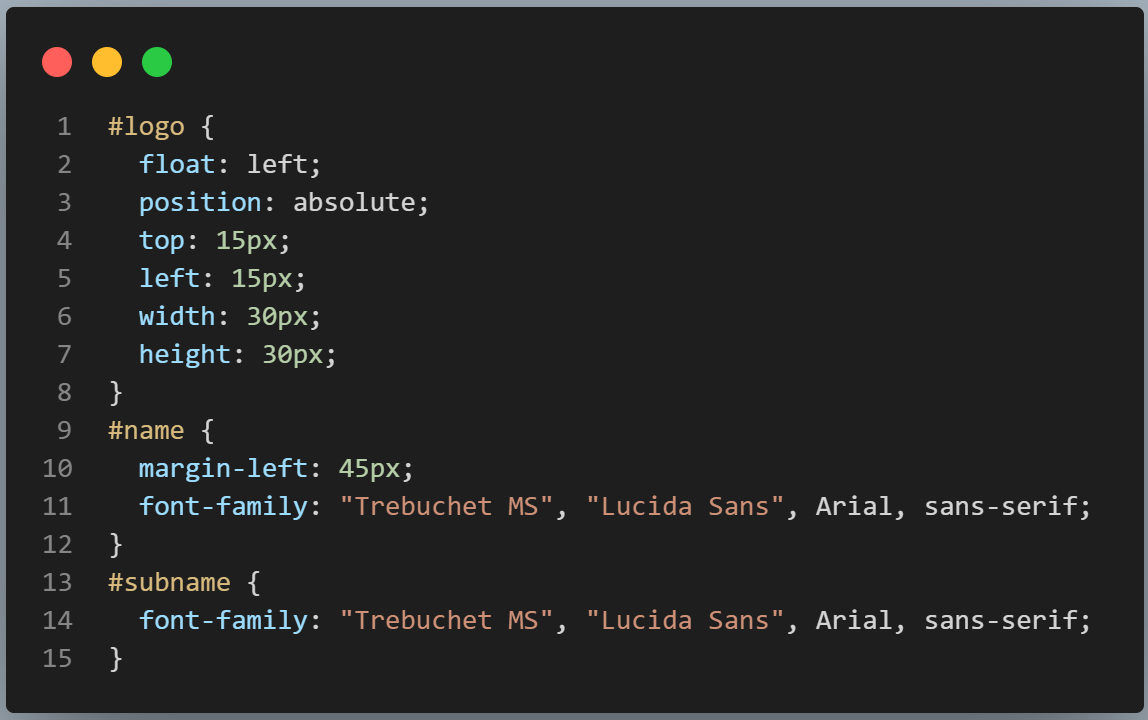 1 #logo {
2   float: left;
3   position: absolute;
4   top: 15px;
5   left: 15px;
6   width: 30px;
7   height: 30px;
8 }
9 #name {
10   margin-left: 45px;
11   font-family: "Trebuchet MS", "Lucida Sans", Arial, sans-serif;
12 }
13 #subname {
14   font-family: "Trebuchet MS", "Lucida Sans", Arial, sans-serif;
15 }